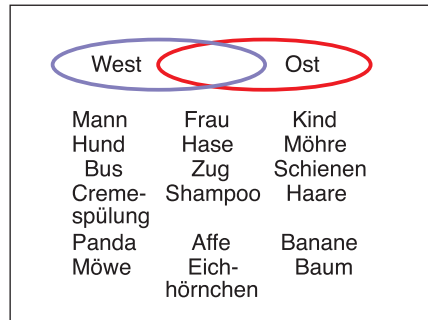 West Ost
Mann Frau Kind
Hund Hase Möhre
Bus Zug Schienen
Creme- Shampoo Haare
spülung
Panda Affe Banane
Möwe Eich- Baum
hörnchen